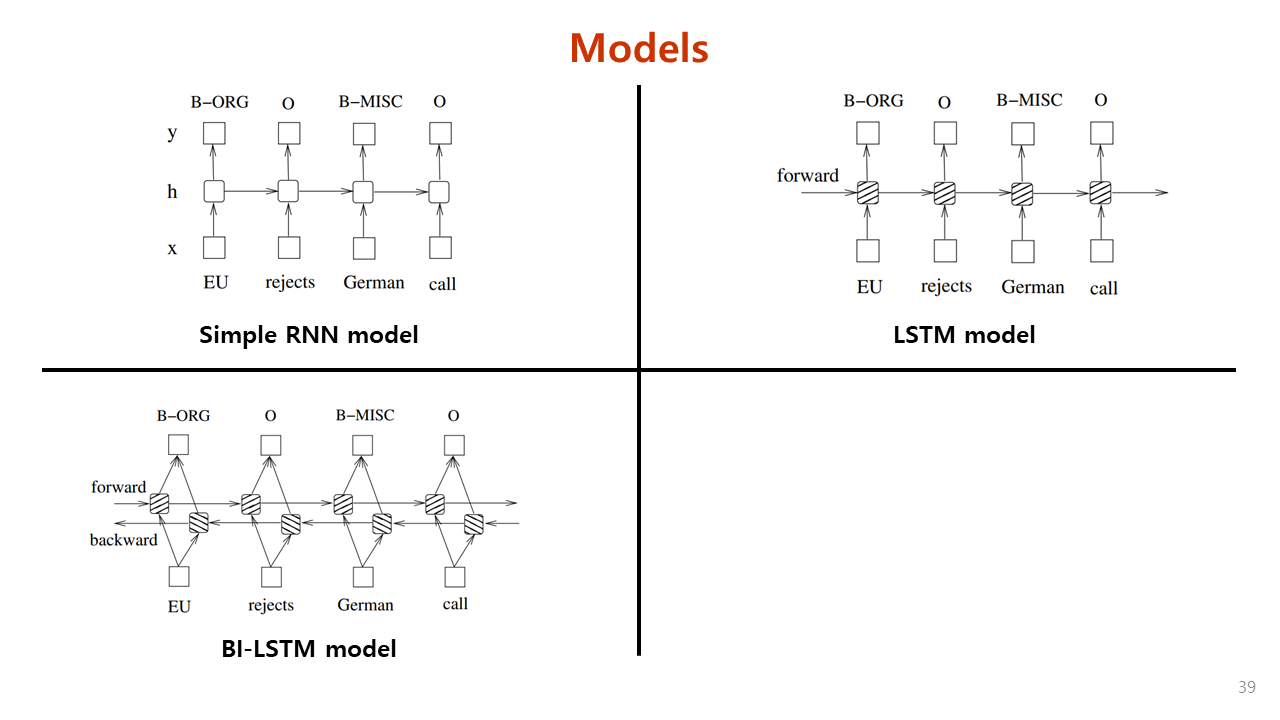 Models
B–ORG O B–MISC O
y
h
x
EU rejects German call
Simple RNN model
B–ORG O B–MISC O
forward
EU rejects German call
LSTM model
B–ORG O B–MISC O
forward
backward
EU rejects German call
BI-LSTM model
39